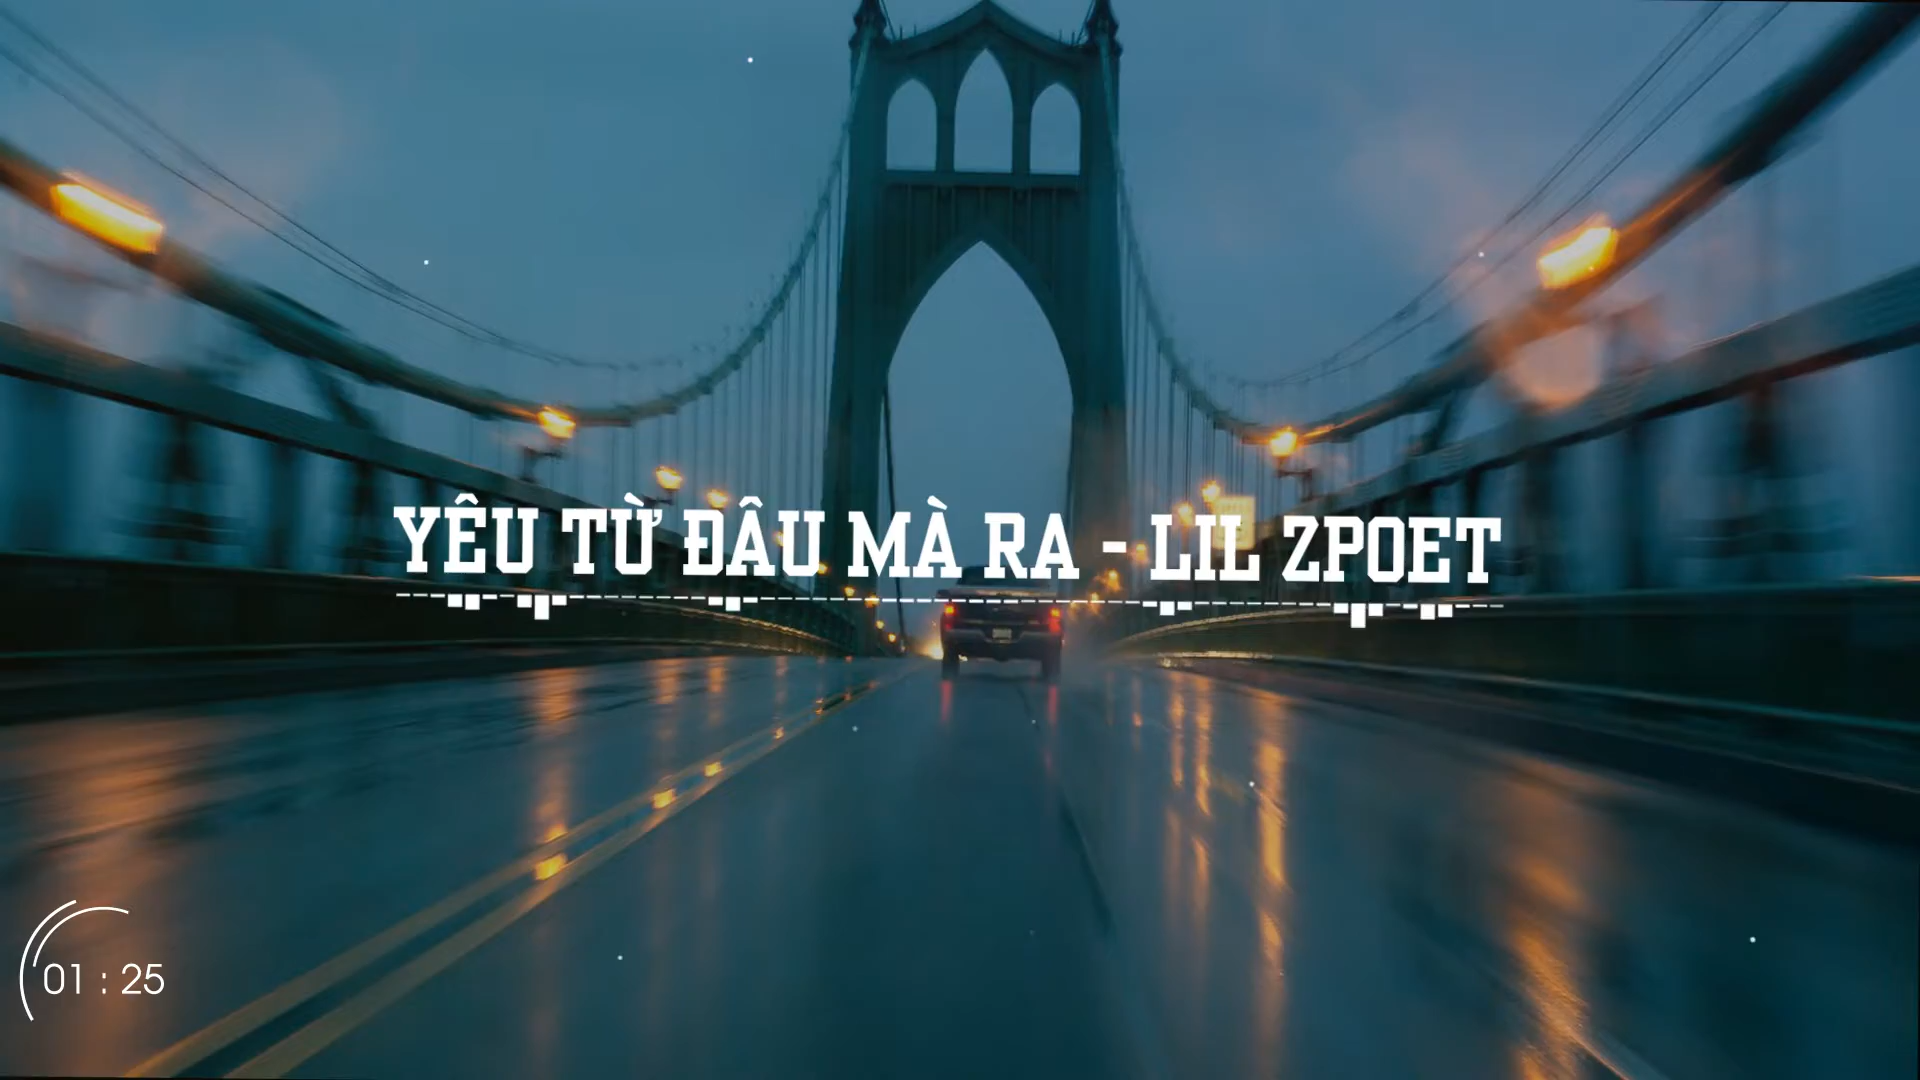 YÊU TỪ ĐÂU MÀ RA - LIL ZPOET
01 : 25